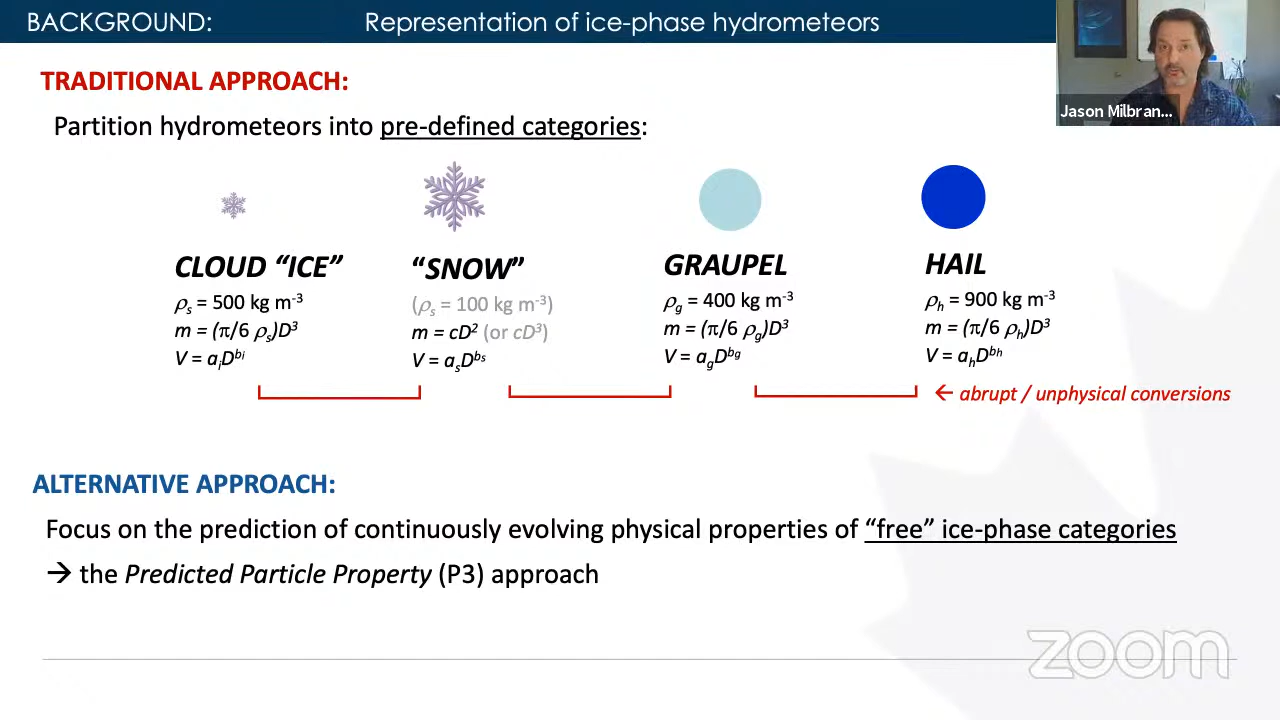 BACKGROUND: Representation of ice-phase hydrometeors
Jason Milbran...
TRADITIONAL APPROACH:
Partition hydrometeors into pre-defined categories:
CLOUD “ICE” “SNOW” GRAUPEL HAIL
ρs = 500 kg m-3 (ρs = 100 kg m-3) ρg = 400 kg m-3 ρh = 900 kg m-3
m = (π/6 ρs)D3 m = cD2 (or cD3) m = (π/6 ρg)D3 m = (π/6 ρh)D3
V = aiDbi V = asDbs V = agDbg V = ahDbh
← abrupt / unphysical conversions
ALTERNATIVE APPROACH:
Focus on the prediction of continuously evolving physical properties of “free” ice-phase categories
→ the Predicted Particle Property (P3) approach
zoom